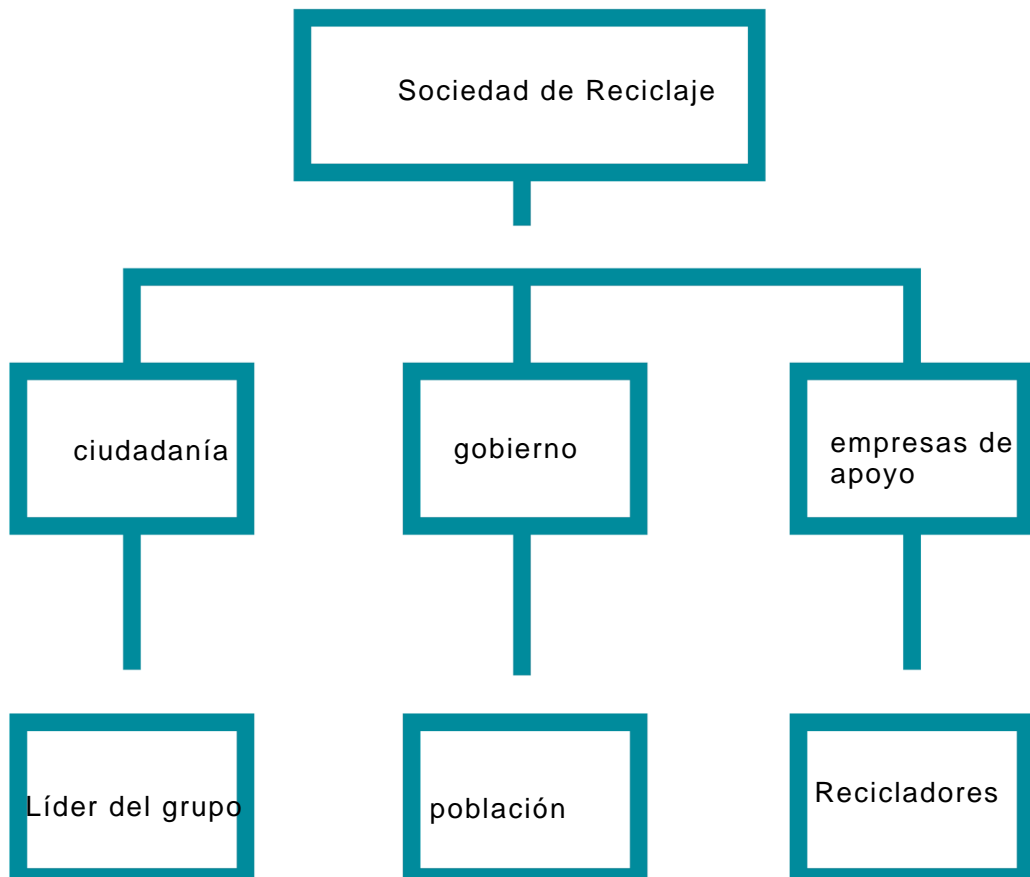 Sociedad de Reciclaje
ciudadanía
gobierno
empresas de
apoyo
Líder del grupo
población
Recicladores